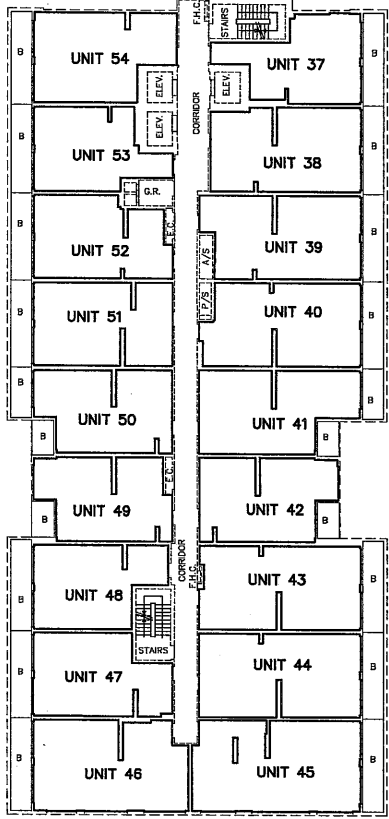 F.H.C.
STAIRS
UNIT 54
UNIT 37
B
B
ELEV.
ELEV.
CORRIDOR
ELEV.
UNIT 53
UNIT 38
B
B
G.R.
UNIT 52
E.C.
A/S
UNIT 39
B
B
UNIT 51
P/S
UNIT 40
B
B
UNIT 50
UNIT 41
B
B
B
B
UNIT 49
E.C.
UNIT 42
B
B
CORRIDOR
F.H.C.
UNIT 48
UNIT 43
B
B
STAIRS
UNIT 47
UNIT 44
B
B
UNIT 46
UNIT 45
B
B